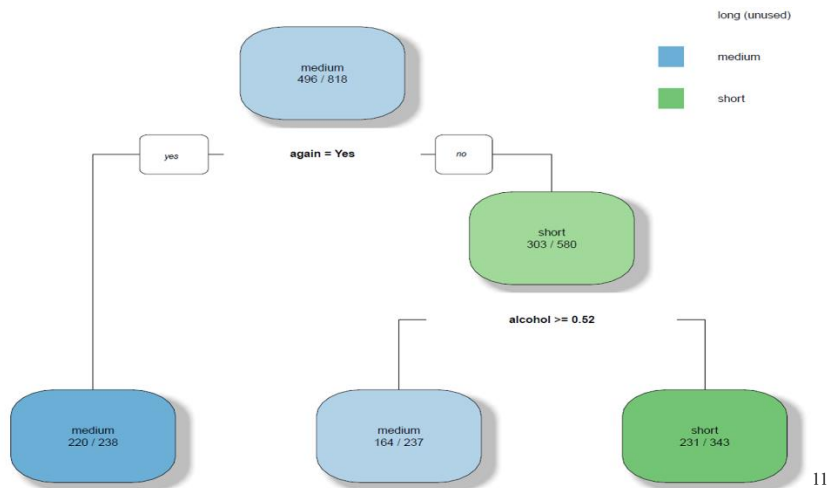 long (unused)
medium
short
medium
496 / 818
yes
again = Yes
no
short
303 / 580
alcohol >= 0.52
medium
220 / 238
medium
164 / 237
short
231 / 343
11